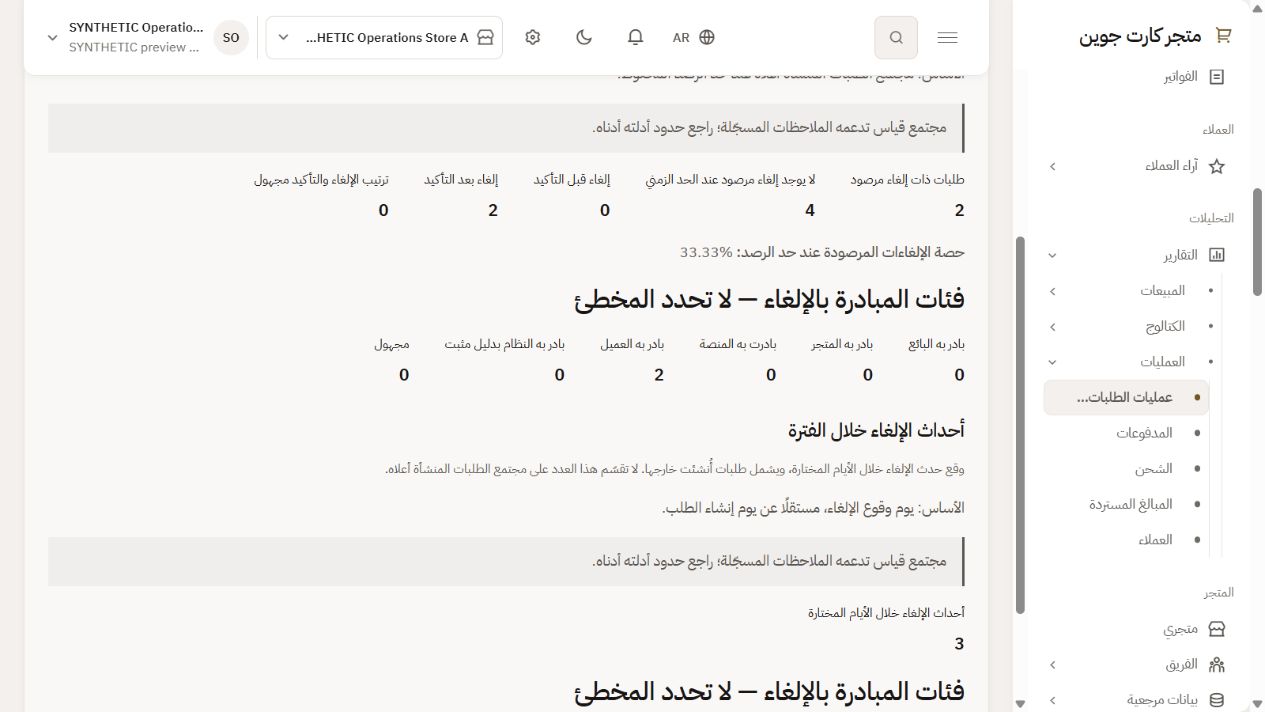 متجر كارت جوين
الفواتير
العملاء
آراء العملاء
التحليلات
التقارير
المبيعات
الكتالوج
العمليات
عمليات الطلبات...
المدفوعات
الشحن
المبالغ المستردة
العملاء
المتجر
متجري
الفريق
بيانات مرجعية
AR
...HETIC Operations Store A
SO
SYNTHETIC Operatio...
SYNTHETIC preview ...
مجتمع قياس تدعمه الملاحظات المسجّلة؛ راجع حدود أدلته أدناه.
طلبات ذات إلغاء مرصود
2
لا يوجد إلغاء مرصود عند الحد الزمني
4
إلغاء قبل التأكيد
0
إلغاء بعد التأكيد
2
ترتيب الإلغاء والتأكيد مجهول
0
حصة الإلغاءات المرصودة عند حد الرصد: 33.33%
فئات المبادرة بالإلغاء — لا تحدد المخطئ
بادر به البائع
0
بادر به المتجر
0
بادرت به المنصة
0
بادر به العميل
2
بادر به النظام بدليل مثبت
0
مجهول
0
أحداث الإلغاء خلال الفترة
وقع حدث الإلغاء خلال الأيام المختارة، ويشمل طلبات أُنشئت خارجها. لا تقسّم هذا العدد على مجتمع الطلبات المنشأة أعلاه.
الأساس: يوم وقوع الإلغاء، مستقلًا عن يوم إنشاء الطلب.
مجتمع قياس تدعمه الملاحظات المسجّلة؛ راجع حدود أدلته أدناه.
أحداث الإلغاء خلال الأيام المختارة
3
فئات المبادرة بالإلغاء — لا تحدد المخطئ